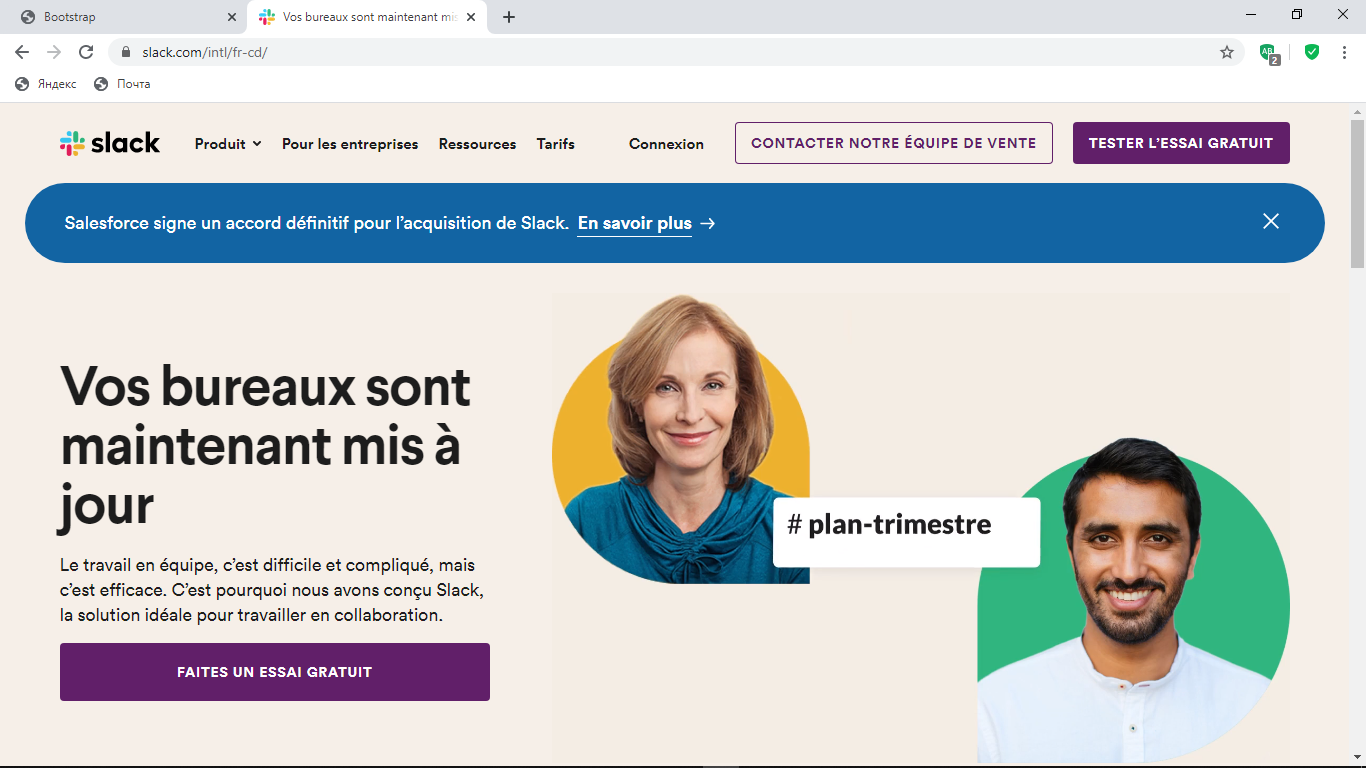 Bootstrap
Vos bureaux sont maintenant mis
slack.com/intl/fr-cd/
2
Яндекс
Почта
slack
Produit
Pour les entreprises
Ressources
Tarifs
Connexion
CONTACTER NOTRE ÉQUIPE DE VENTE
TESTER L’ESSAI GRATUIT
Salesforce signe un accord définitif pour l’acquisition de Slack. En savoir plus →
Vos bureaux sont
maintenant mis à
jour
# plan-trimestre
Le travail en équipe, c’est difficile et compliqué, mais
c’est efficace. C’est pourquoi nous avons conçu Slack,
la solution idéale pour travailler en collaboration.
FAITES UN ESSAI GRATUIT